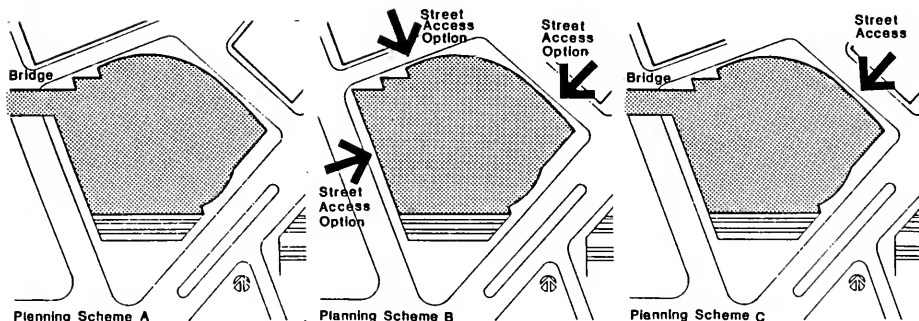 Bridge
Planning Scheme A
Street
Access
Option
Street
Access
Option
Street
Access
Option
Planning Scheme B
Street
Access
Bridge
Planning Scheme C